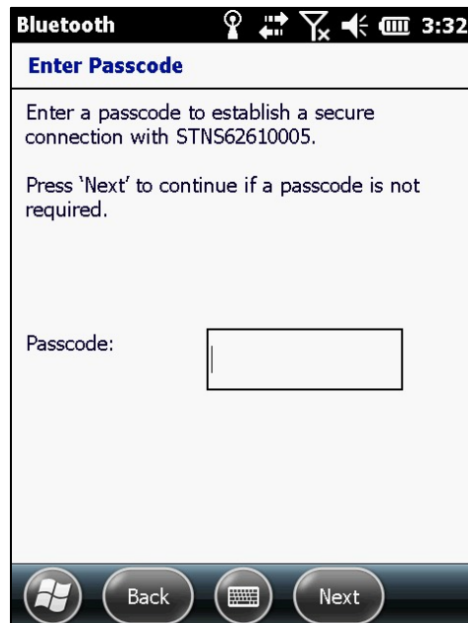 Bluetooth 3:32
Enter Passcode
Enter a passcode to establish a secure
connection with STNS62610005.
Press ‘Next’ to continue if a passcode is not
required.
Passcode:
Back Next